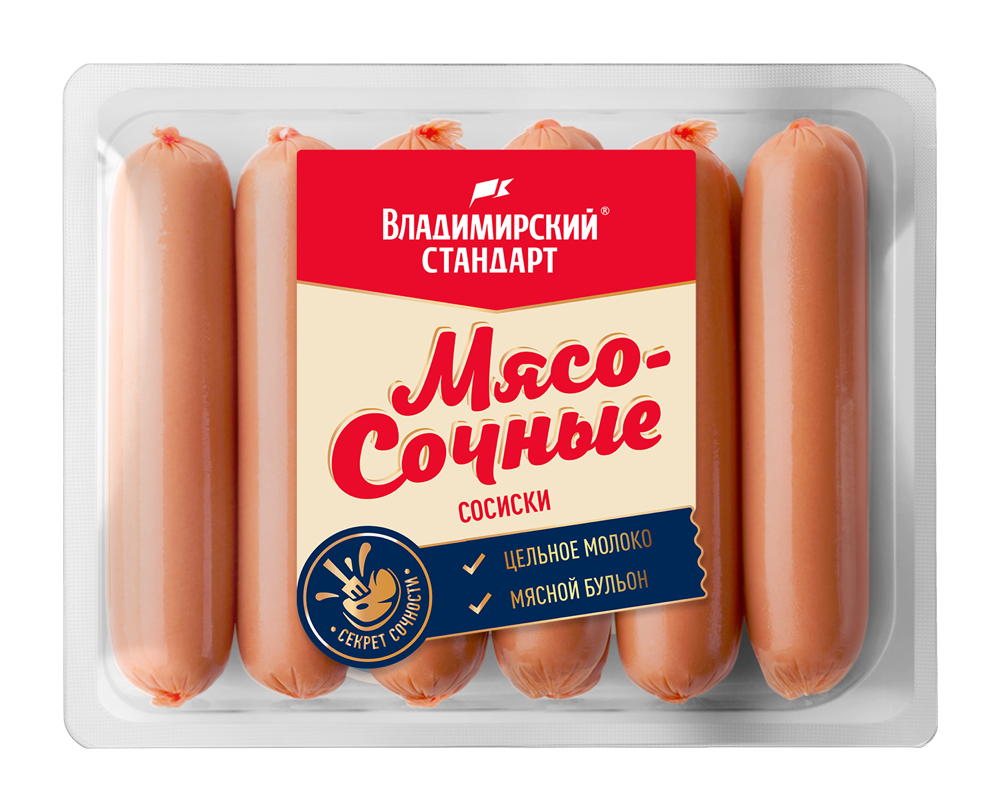 ВЛАДИМИРСКИЙ®
СТАНДАРТ
Мясо-
Сочные
СОСИСКИ
ЦЕЛЬНОЕ МОЛОКО
МЯСНОЙ БУЛЬОН
• СЕКРЕТ СОЧНОСТИ •